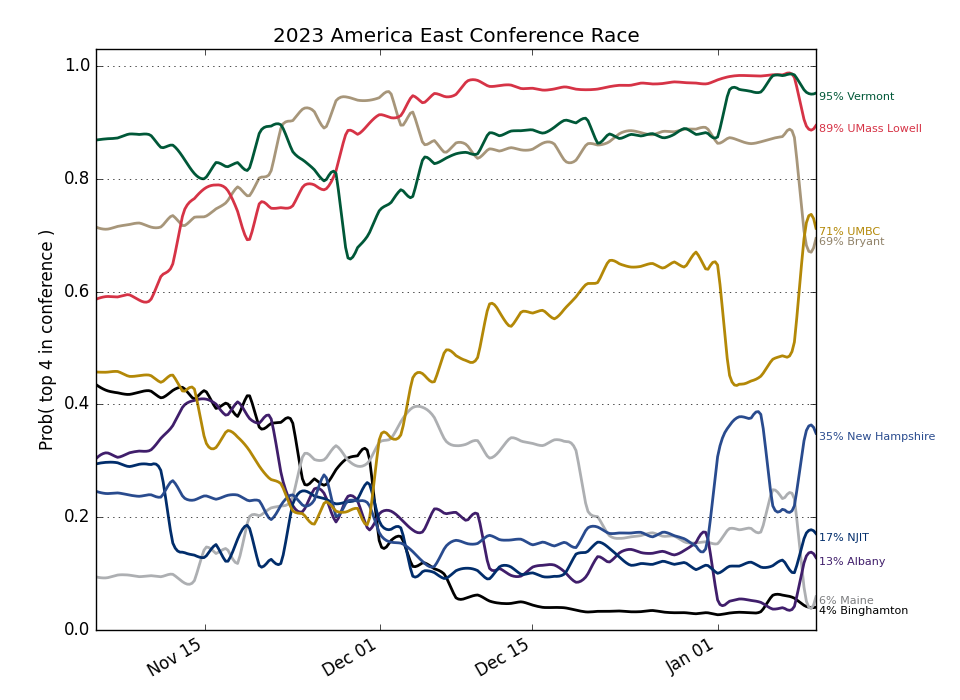 2023 America East Conference Race
1.0
0.8
0.6
0.4
0.2
0.0
Prob( top 4 in conference )
Nov 15
Dec 01
Dec 15
Jan 01
95% Vermont
89% UMass Lowell
71% UMBC
69% Bryant
35% New Hampshire
17% NJIT
13% Albany
6% Maine
4% Binghamton